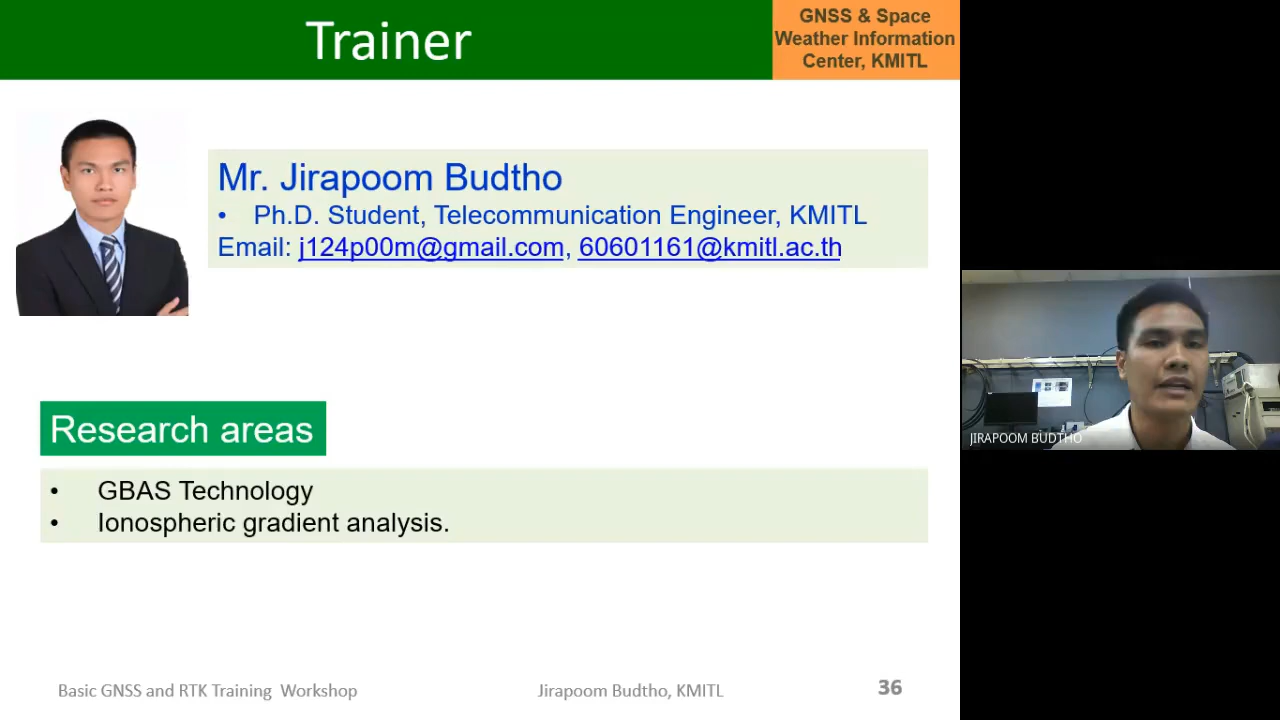 Trainer
GNSS & Space
Weather Information
Center, KMITL
Mr. Jirapoom Budtho
• Ph.D. Student, Telecommunication Engineer, KMITL
Email: j124p00m@gmail.com, 60601161@kmitl.ac.th
JIRAPOOM BUDTHO
Research areas
• GBAS Technology
• Ionospheric gradient analysis.
Basic GNSS and RTK Training Workshop
Jirapoom Budtho, KMITL
36